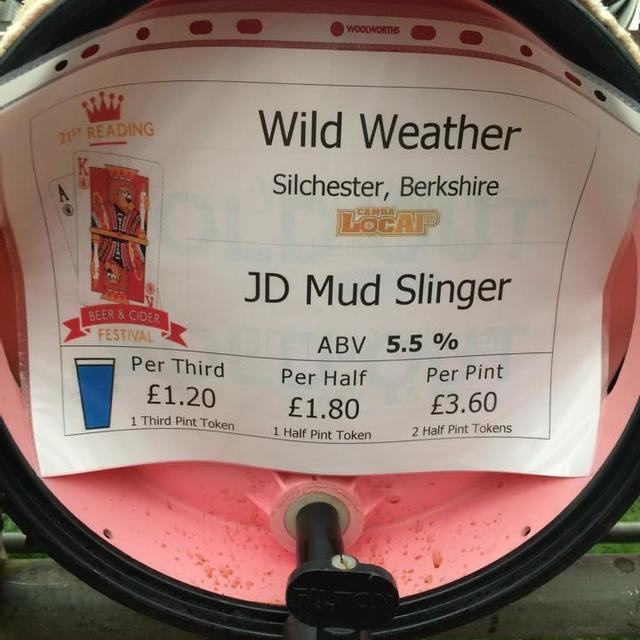 WOOLWORTHS
21ST READING
K
A
BEER & CIDER
FESTIVAL
Wild Weather
Silchester, Berkshire
CAMRA
LocAle
JD Mud Slinger
ABV 5.5 %
Per Third
£1.20
1 Third Pint Token
Per Half
£1.80
1 Half Pint Token
Per Pint
£3.60
2 Half Pint Tokens
SOLD OUT
FILTON